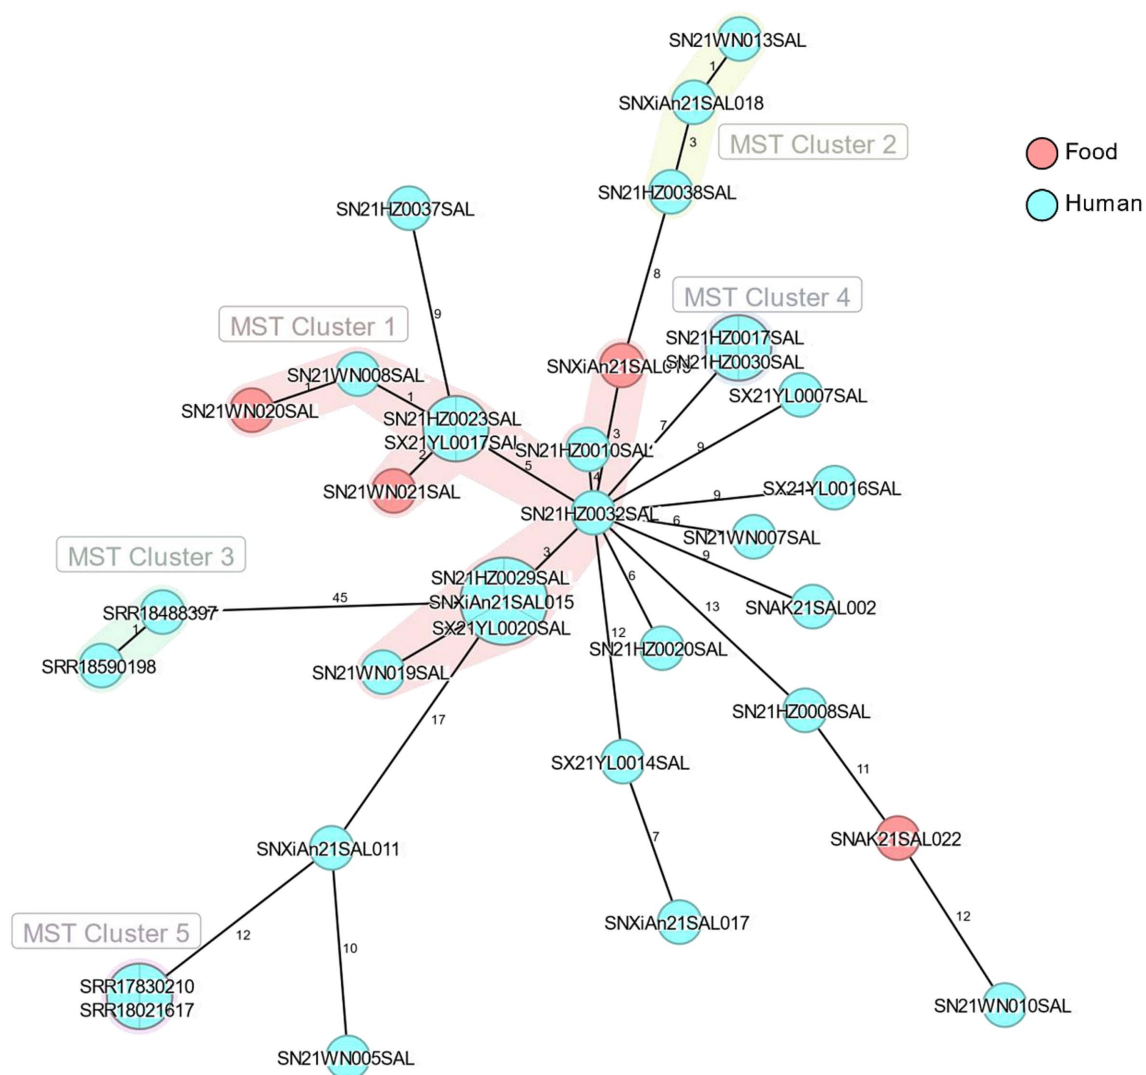 SN21WN013SAL
1
SNXiAn21SAL018
MST Cluster 2
3
Food
SN21HZ0038SAL
Human
SN21HZ0037SAL
8
MST Cluster 4
9
MST Cluster 1
SN21HZ0017SAL
SN21HZ0030SAL
SN21WN008SAL
1
1
SN21WN020SAL
SX21YL0007SAL
SN21HZ0023SAL
SX21YL0017SAL
7
3
SN21HZ0010SAL
9
2
5
4
SN21WN021SAL
9
SX21YL0016SAL
SN21HZ0032SAL
6
SN21WN007SAL
MST Cluster 3
3
9
SN21HZ0029SAL
6
45
SNXiAn21SAL015
13
SNAK21SAL002
SRR18488397
1
SX21YL0020SAL
12
SN21HZ0020SAL
SRR18590198
SN21WN019SAL
17
SN21HZ0008SAL
SX21YL0014SAL
11
7
SNAK21SAL022
SNXiAn21SAL011
12
SNXiAn21SAL017
MST Cluster 5
12
10
SRR17830210
SRR18021617
SN21WN010SAL
SN21WN005SAL